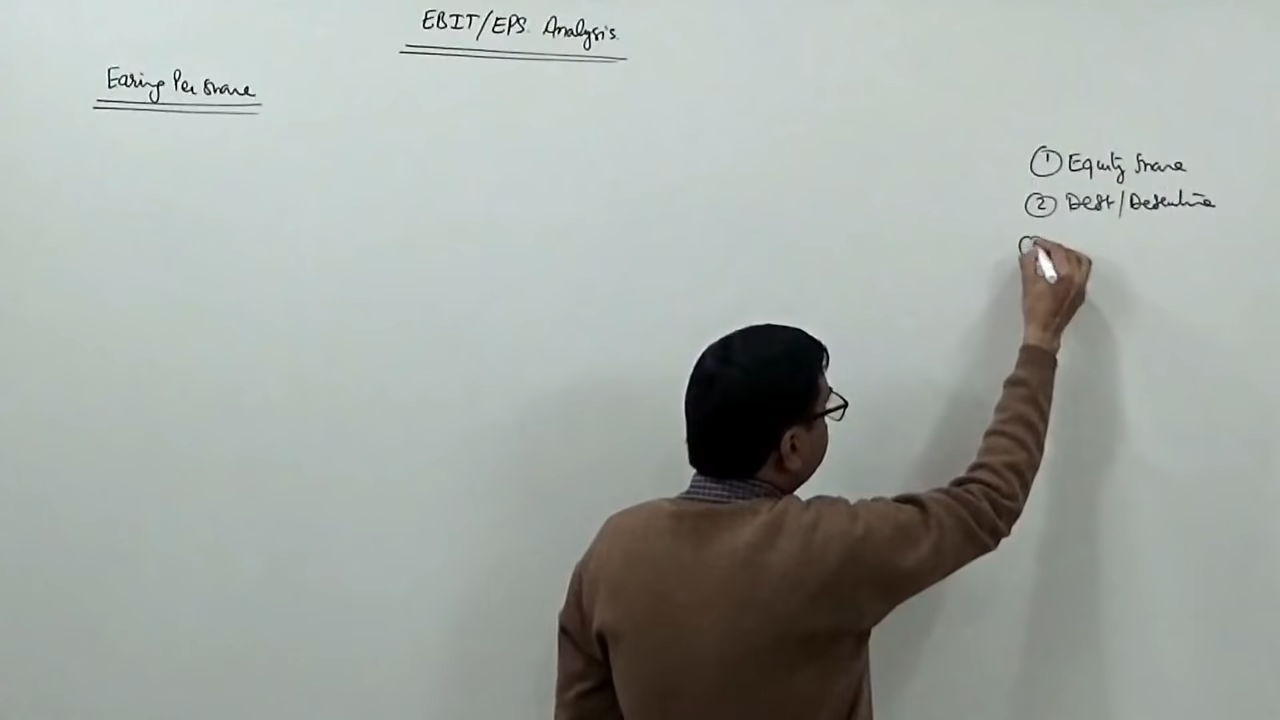 EBIT/EPS Analysis.
Earing Per Share
① Equity Share
② Debt/Debenture